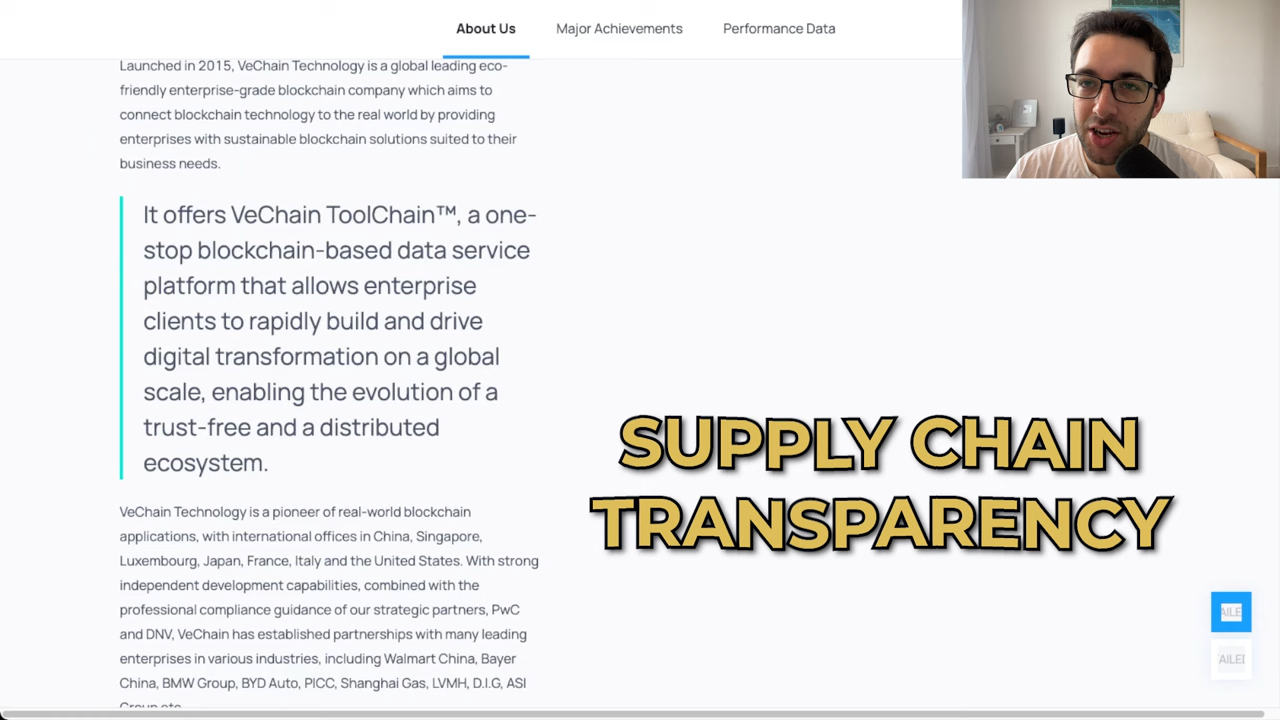 About Us
Major Achievements
Performance Data
Launched in 2015, VeChain Technology is a global leading eco-
friendly enterprise-grade blockchain company which aims to
connect blockchain technology to the real world by providing
enterprises with sustainable blockchain solutions suited to their
business needs.
It offers VeChain ToolChain™, a one-
stop blockchain-based data service
platform that allows enterprise
clients to rapidly build and drive
digital transformation on a global
scale, enabling the evolution of a
trust-free and a distributed
ecosystem.
VeChain Technology is a pioneer of real-world blockchain
applications, with international offices in China, Singapore,
Luxembourg, Japan, France, Italy and the United States. With strong
independent development capabilities, combined with the
professional compliance guidance of our strategic partners, PwC
and DNV, VeChain has established partnerships with many leading
enterprises in various industries, including Walmart China, Bayer
China, BMW Group, BYD Auto, PICC, Shanghai Gas, LVMH, D.I.G, ASI
Group etc.
SUPPLY CHAIN
TRANSPARENCY